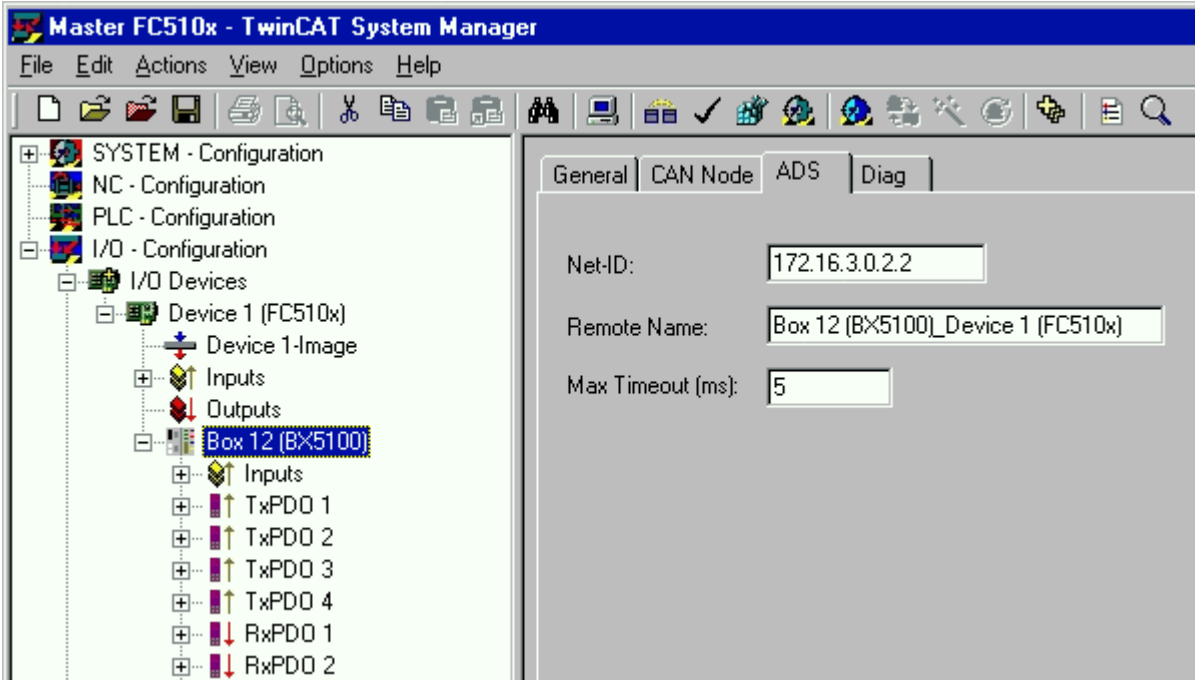 Master FC510x - TwinCAT System Manager
File Edit Actions View Options Help
SYSTEM - Configuration
NC - Configuration
PLC - Configuration
I/O - Configuration
I/O Devices
Device 1 (FC510x)
Device 1-Image
Inputs
Outputs
Box 12 (BX5100)
Inputs
TxPDO 1
TxPDO 2
TxPDO 3
TxPDO 4
RxPDO 1
RxPDO 2
General CAN Node ADS Diag
Net-ID: 172.16.3.0.2.2
Remote Name: Box 12 (BX5100)_Device 1 (FC510x)
Max Timeout (ms): 5